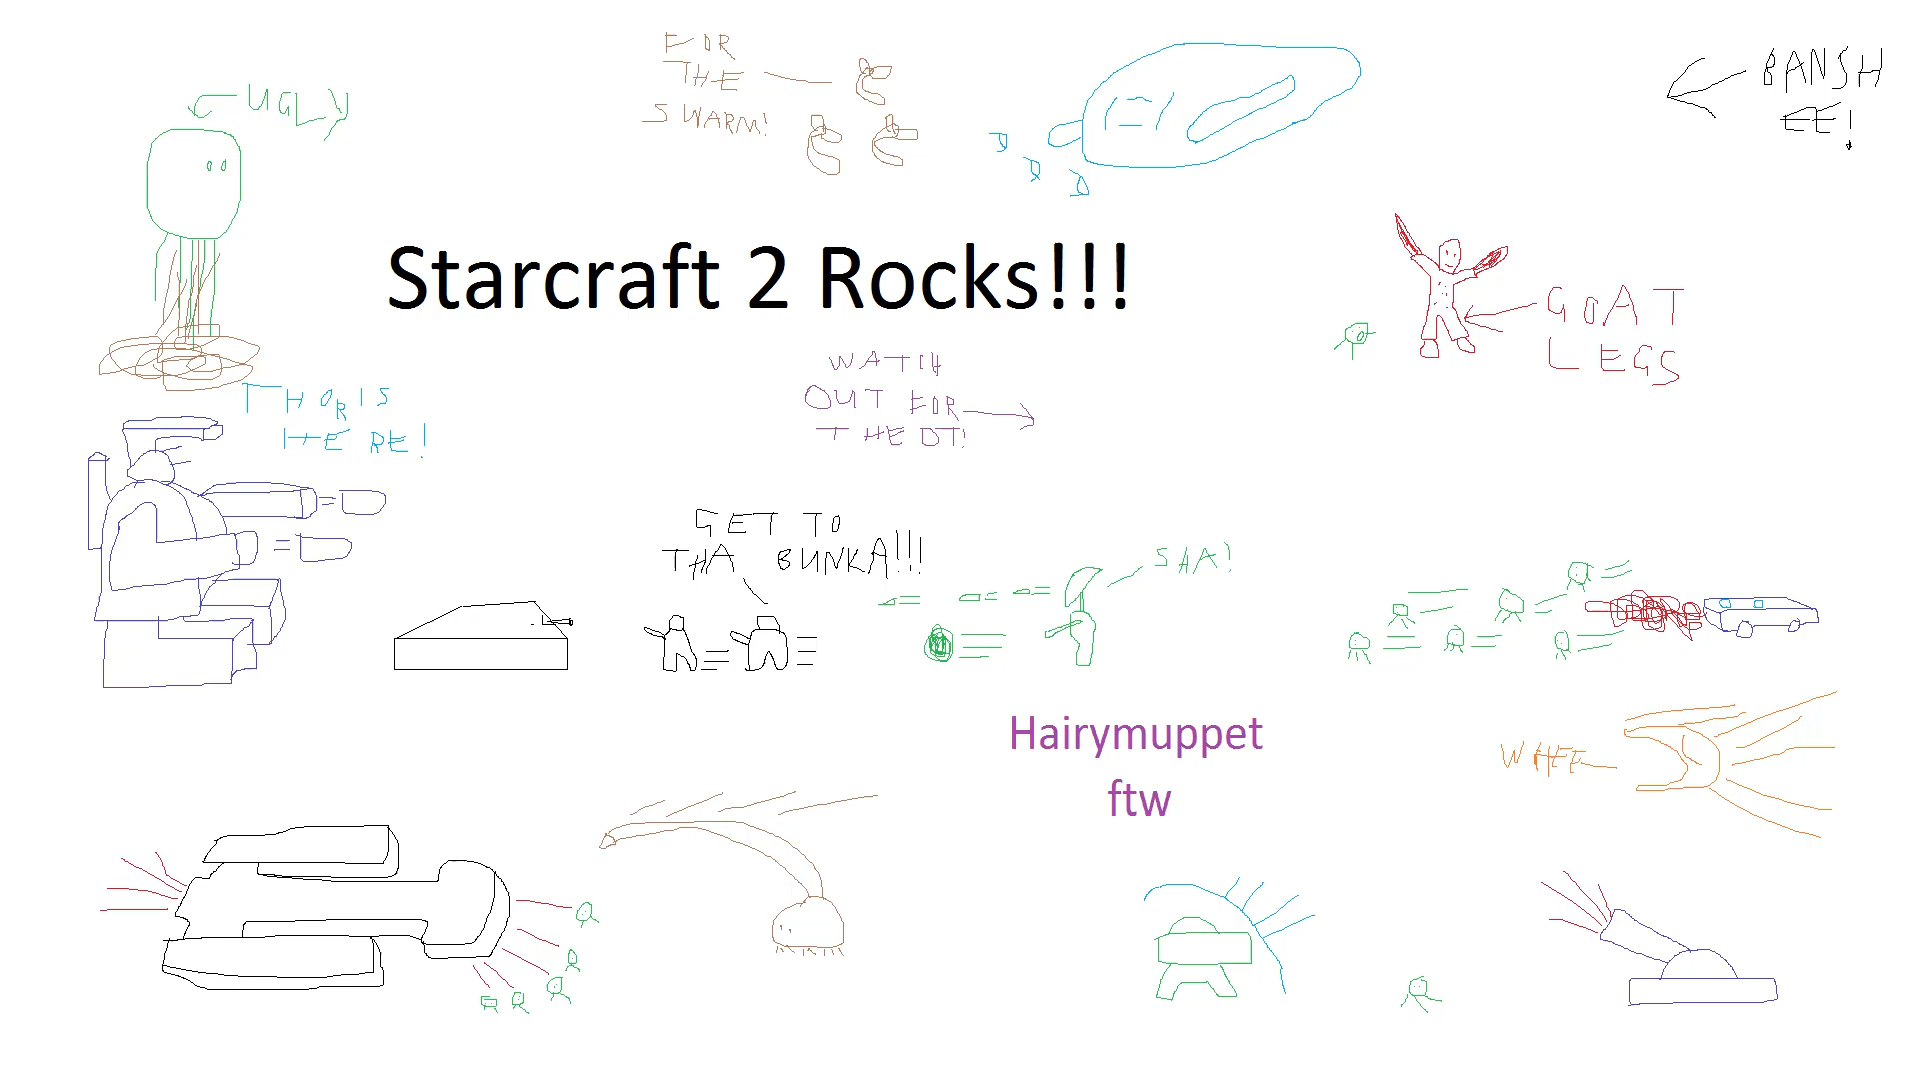 FOR
THE
SWARM!
UGLY
BANSH
EE!
Starcraft 2 Rocks!!!
GOAT
LEGS
WATCH
OUT FOR
THE DT!
THOR IS
HERE!
GET TO
THA BUNKA!!!
SHA!
Hairymuppet
ftw
WHEE